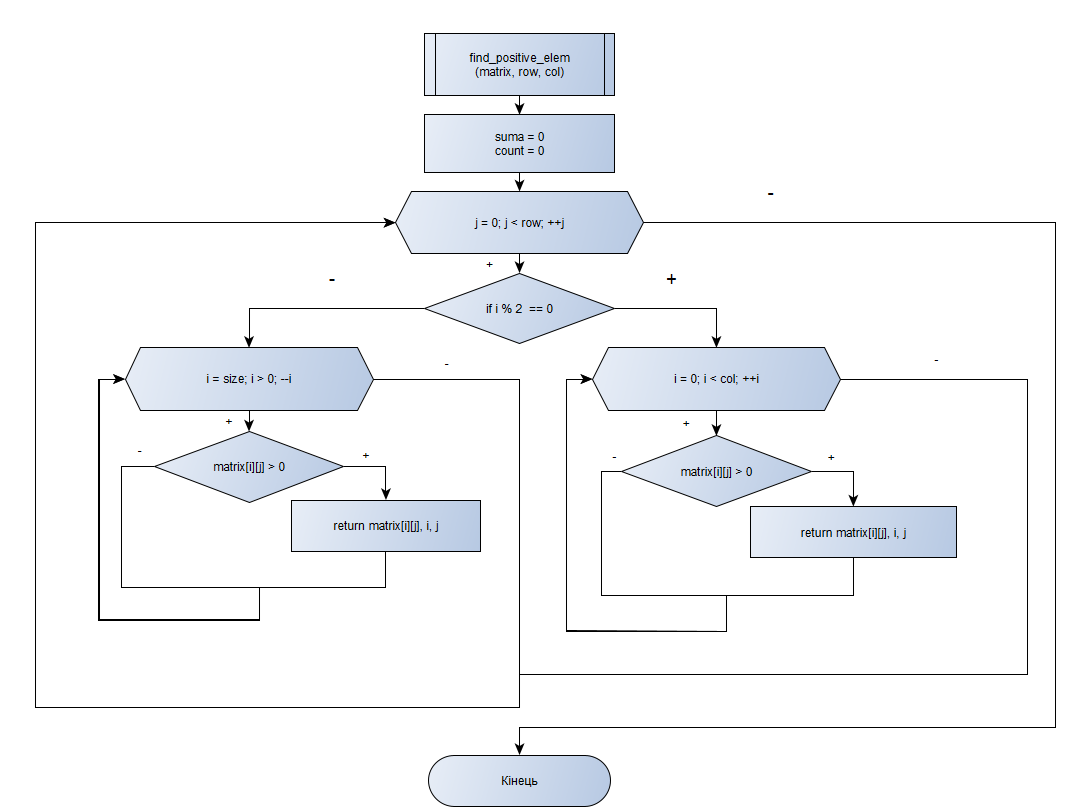 find_positive_elem
(matrix, row, col)
suma = 0
count = 0
-
j = 0; j < row; ++j
+
-
+
if i % 2 == 0
-
-
i = size; i > 0; --i
i = 0; i < col; ++i
+
+
-
+
-
+
matrix[i][j] > 0
matrix[i][j] > 0
return matrix[i][j], i, j
return matrix[i][j], i, j
Кінець